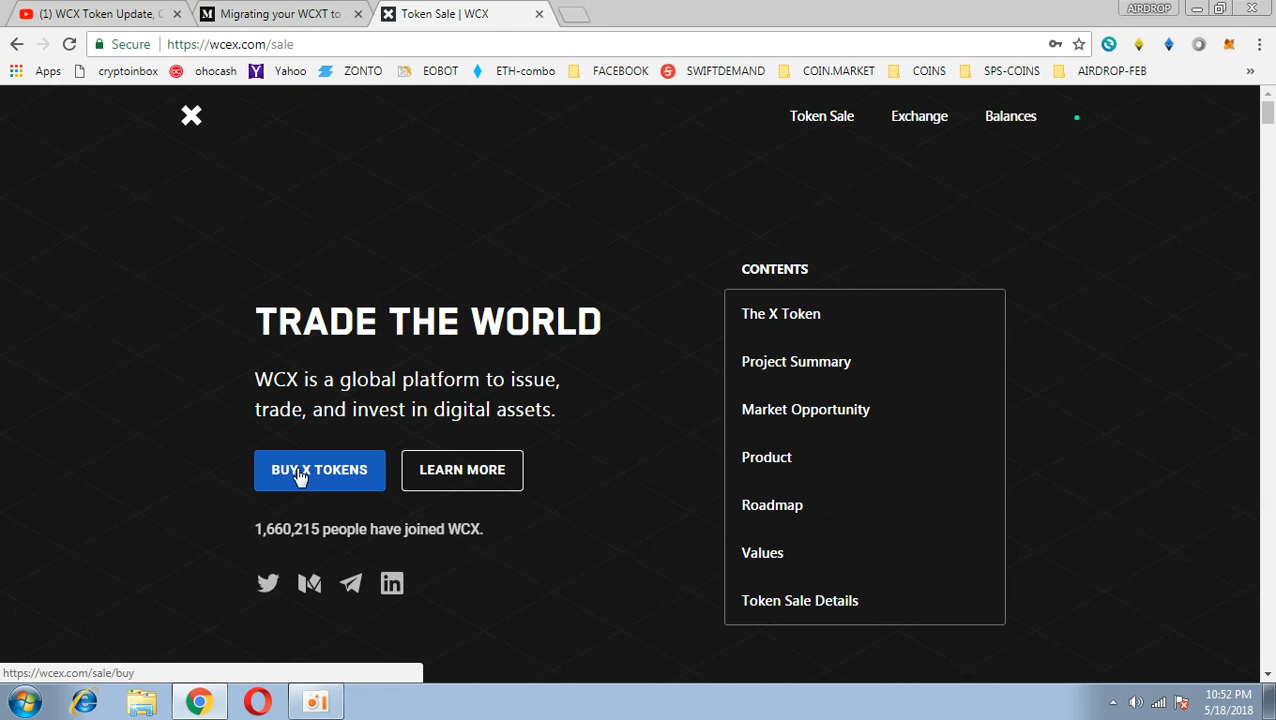 (1) WCX Token Update, C
Migrating your WCXT to
Token Sale | WCX
AIRDROP
Secure
https://wcex.com/sale
Apps
cryptoinbox
ohocash
Yahoo
ZONTO
EOBOT
ETH-combo
FACEBOOK
SWIFTDEMAND
COIN.MARKET
COINS
SPS-COINS
AIRDROP-FEB
»
Token Sale
Exchange
Balances
TRADE THE WORLD
WCX is a global platform to issue,
trade, and invest in digital assets.
BUY X TOKENS
LEARN MORE
1,660,215 people have joined WCX.
CONTENTS
The X Token
Project Summary
Market Opportunity
Product
Roadmap
Values
Token Sale Details
https://wcex.com/sale/buy
10:52 PM
5/18/2018